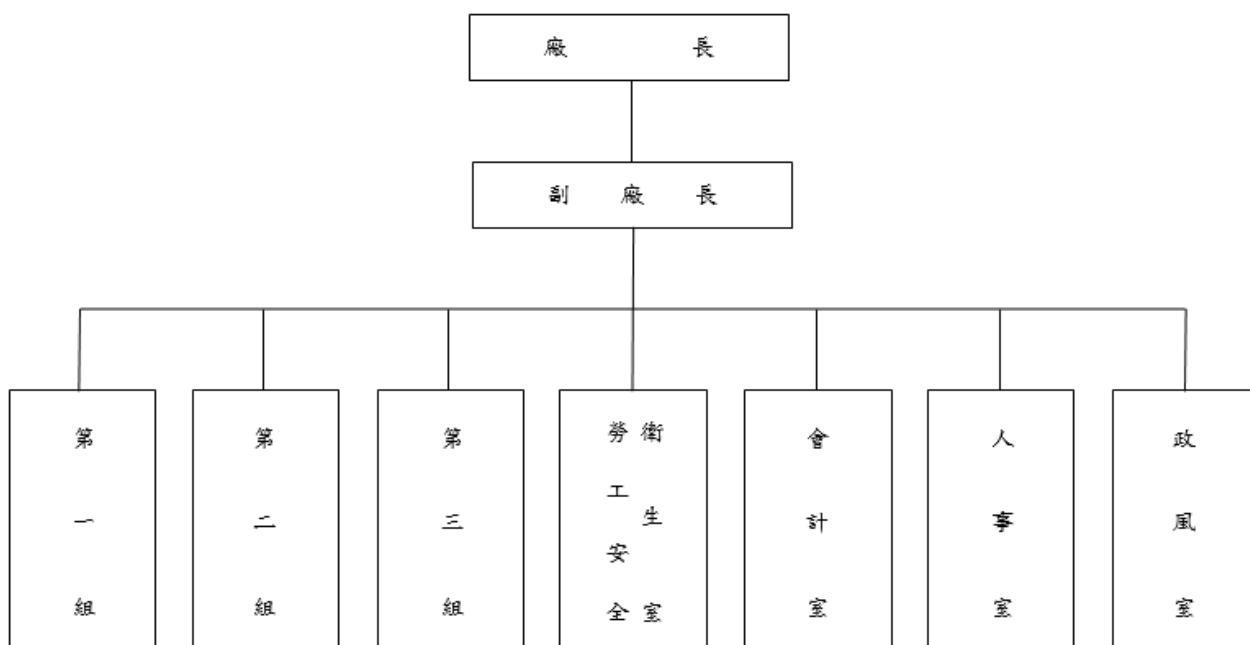 廠長
副廠長
第一組
第二組
第三組
勞工安全
衛生室
會計室
人事室
政風室